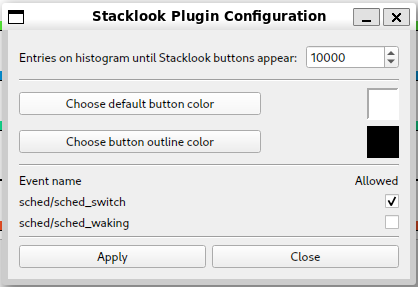 Stacklook Plugin Configuration
Entries on histogram until Stacklook buttons appear: 10000
Choose default button color
Choose button outline color
Event name Allowed
sched/sched_switch
sched/sched_waking
Apply Close